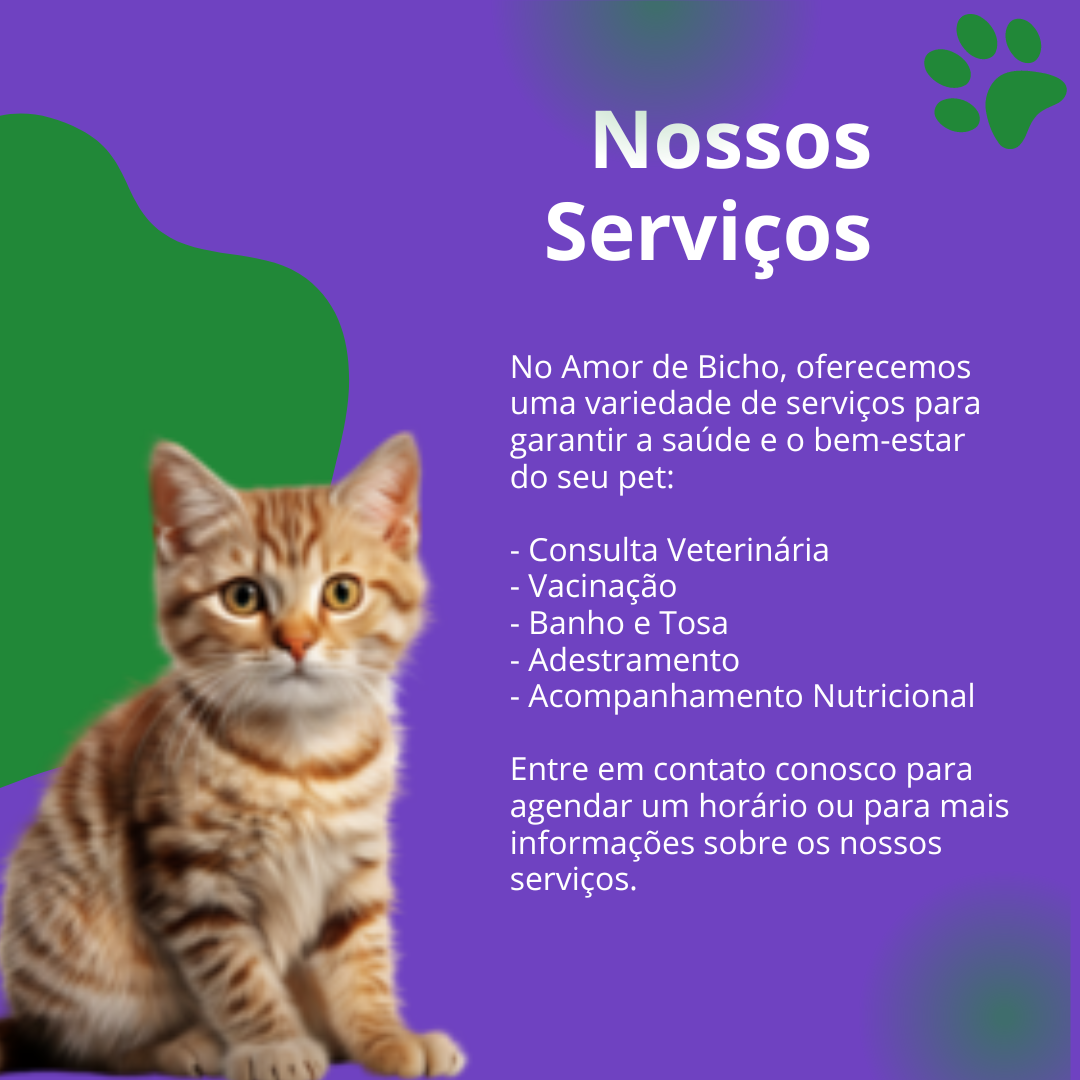 Nossos
Serviços
No Amor de Bicho, oferecemos
uma variedade de serviços para
garantir a saúde e o bem-estar
do seu pet:
- Consulta Veterinária
- Vacinação
- Banho e Tosa
- Adestramento
- Acompanhamento Nutricional
Entre em contato conosco para
agendar um horário ou para mais
informações sobre os nossos
serviços.